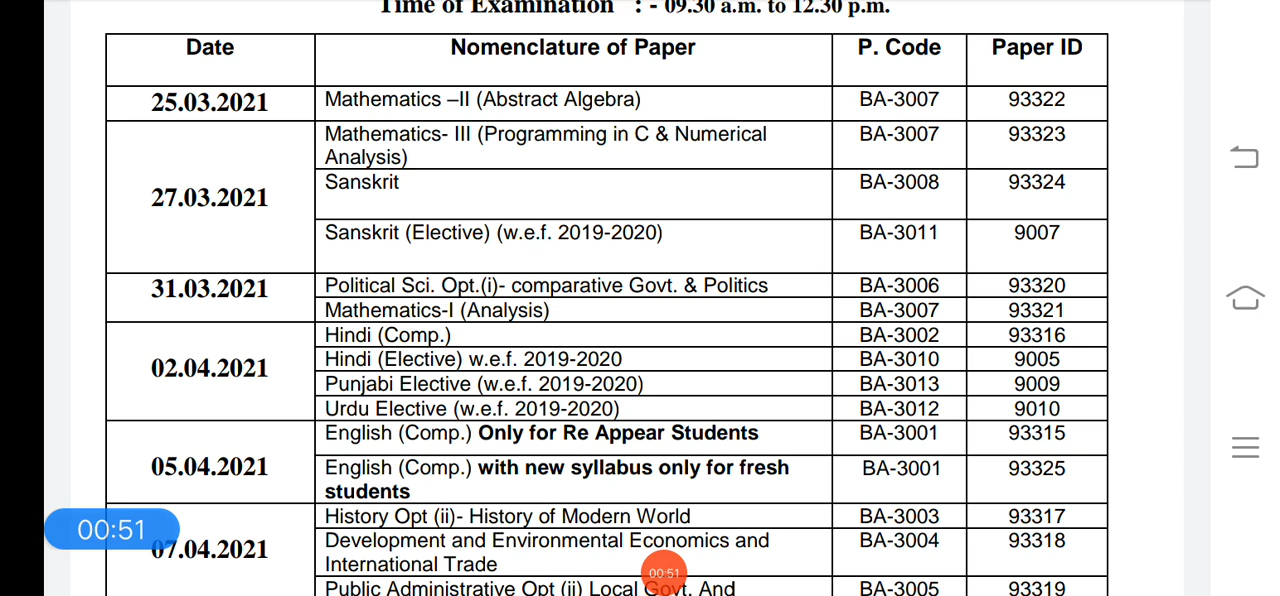 Time of Examination : - 09.30 a.m. to 12.30 p.m.
Date Nomenclature of Paper P. Code Paper ID
25.03.2021 Mathematics –II (Abstract Algebra) BA-3007 93322
27.03.2021
Mathematics- III (Programming in C & Numerical BA-3007 93323
Analysis)
Sanskrit BA-3008 93324
Sanskrit (Elective) (w.e.f. 2019-2020) BA-3011 9007
31.03.2021
Political Sci. Opt.(i)- comparative Govt. & Politics BA-3006 93320
Mathematics-I (Analysis) BA-3007 93321
02.04.2021
Hindi (Comp.) BA-3002 93316
Hindi (Elective) w.e.f. 2019-2020 BA-3010 9005
Punjabi Elective (w.e.f. 2019-2020) BA-3013 9009
Urdu Elective (w.e.f. 2019-2020) BA-3012 9010
05.04.2021
English (Comp.) Only for Re Appear Students BA-3001 93315
English (Comp.) with new syllabus only for fresh BA-3001 93325
students
07.04.2021
History Opt (ii)- History of Modern World BA-3003 93317
Development and Environmental Economics and BA-3004 93318
International Trade
Public Administrative Opt (ii) Local Govt. And BA-3005 93319
00:51
00:51